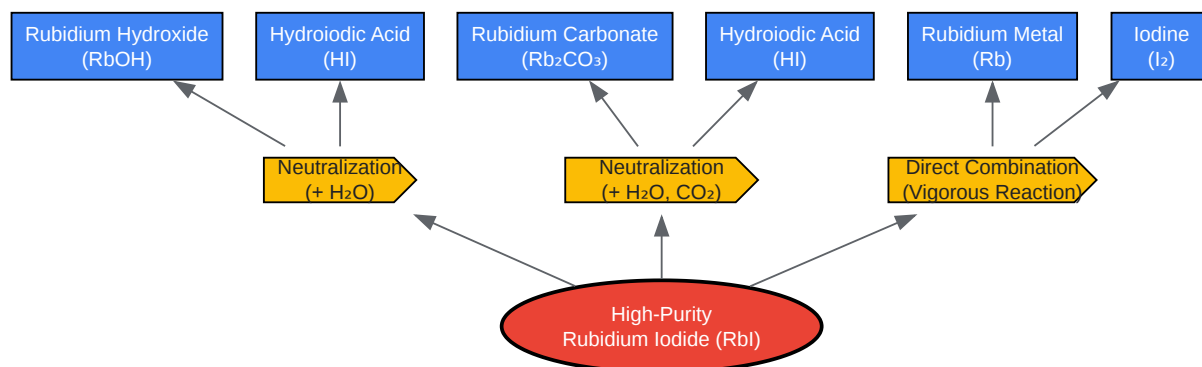 Rubidium Hydroxide
(RbOH)
Hydroiodic Acid
(HI)
Rubidium Carbonate
(Rb₂CO₃)
Hydroiodic Acid
(HI)
Rubidium Metal
(Rb)
Iodine
(I₂)
Neutralization
(+ H₂O)
Neutralization
(+ H₂O, CO₂)
Direct Combination
(Vigorous Reaction)
High-Purity
Rubidium Iodide (RbI)